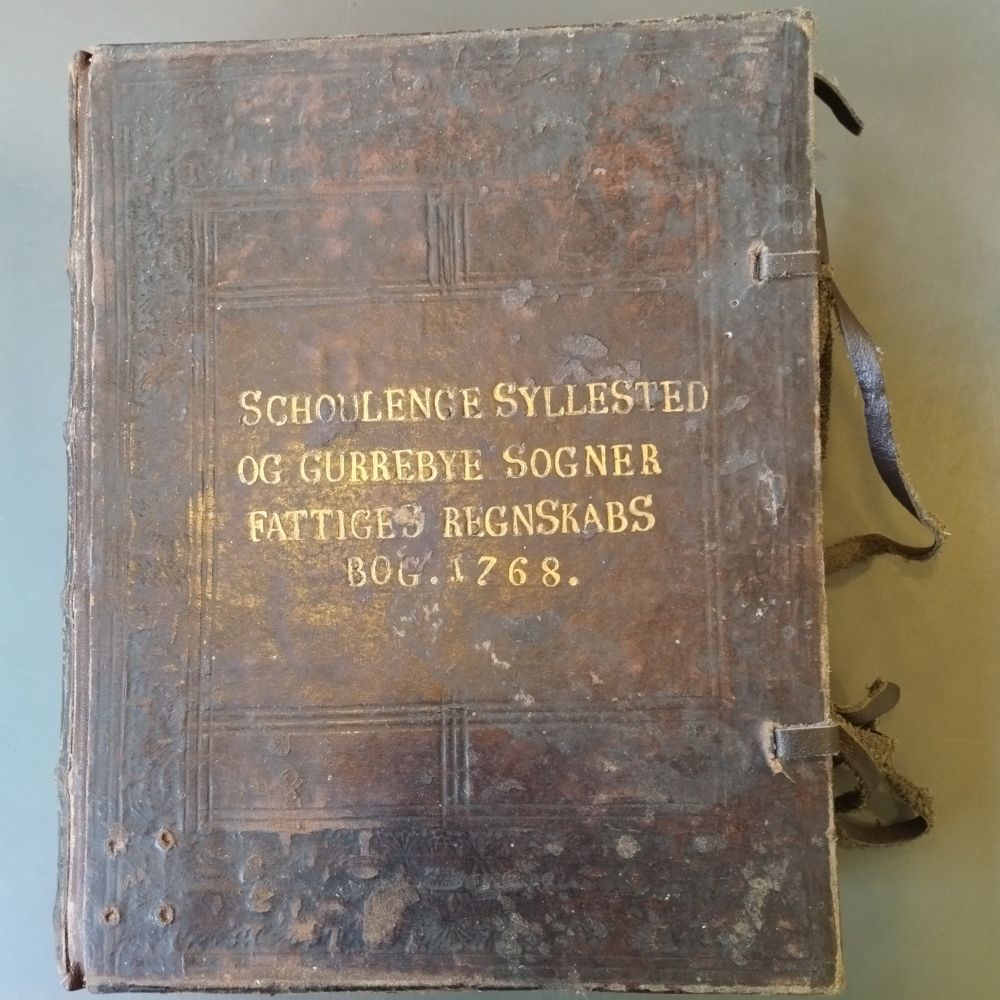 SCHOULENGE SYLLESTED
OG GURREBYE SOGNER
FATTIGES REGNSKABS
BOG. 1768.